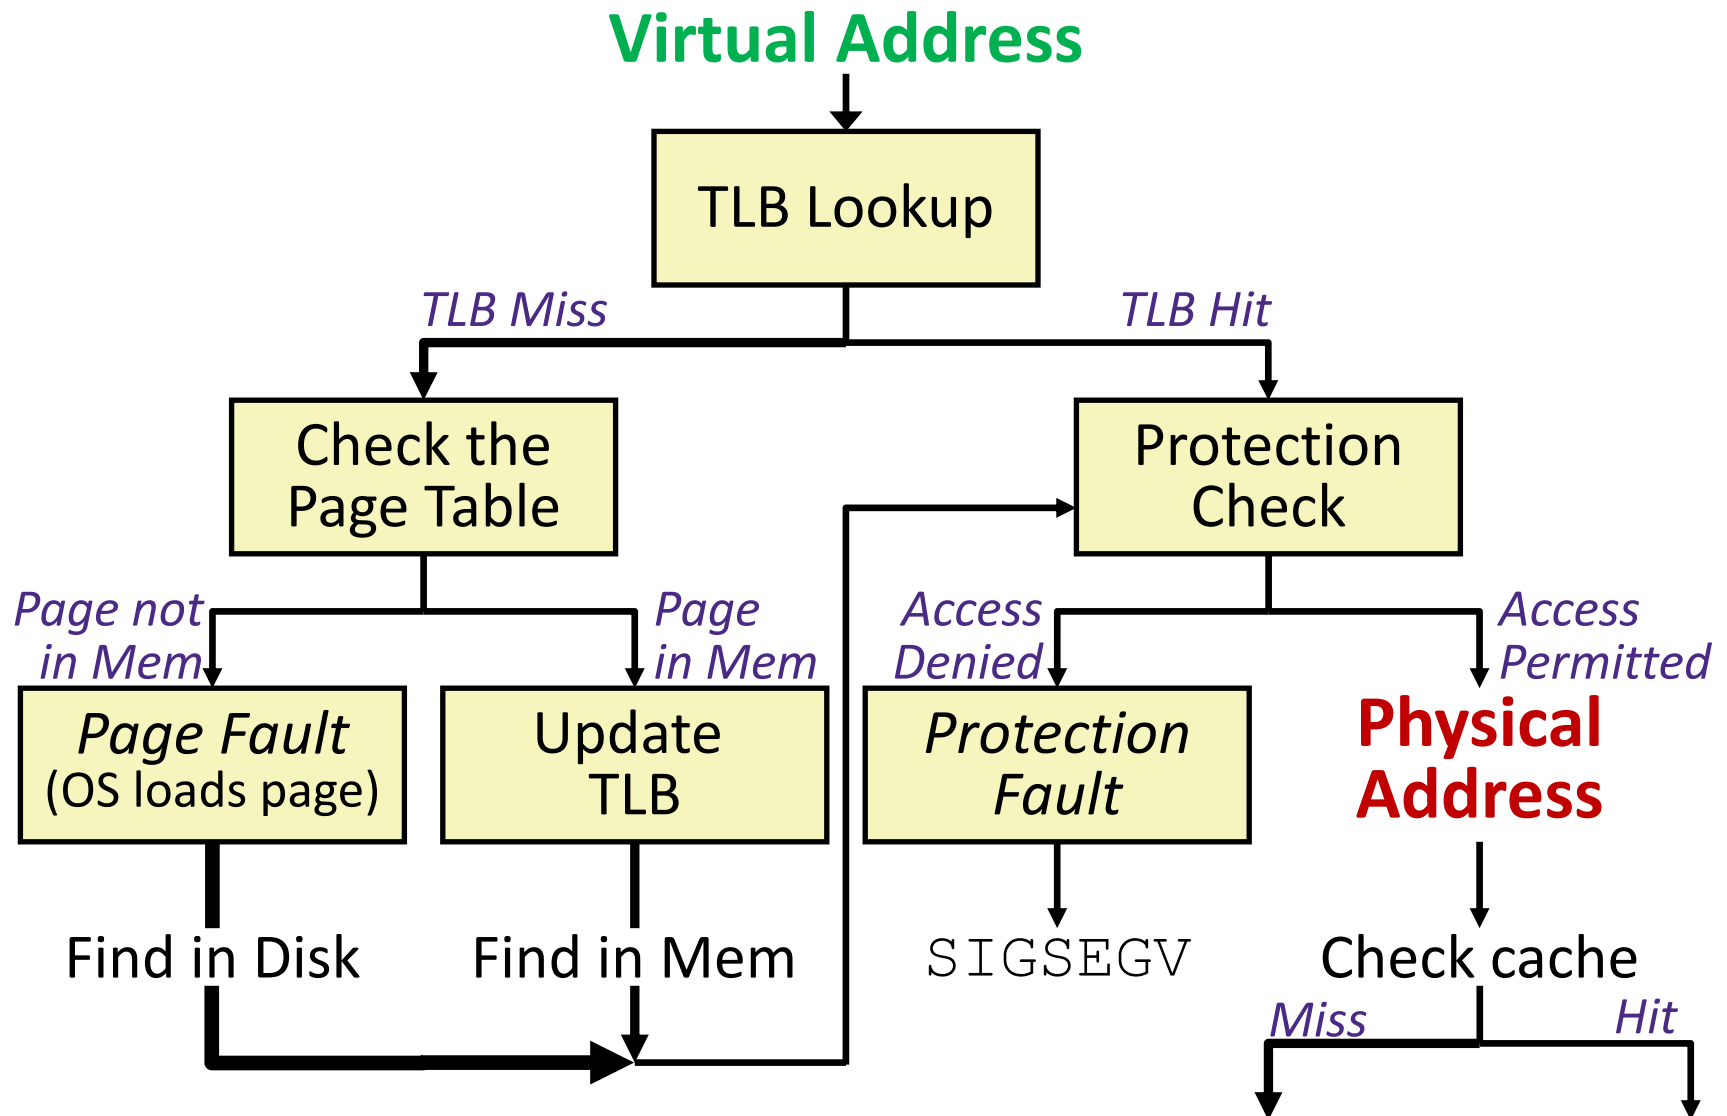 Virtual Address
TLB Lookup
TLB Miss
TLB Hit
Check the
Page Table
Protection
Check
Page not
in Mem
Page
in Mem
Access
Denied
Access
Permitted
Page Fault
(OS loads page)
Update
TLB
Protection
Fault
Physical
Address
Find in Disk
Find in Mem
SIGSEGV
Check cache
Miss
Hit